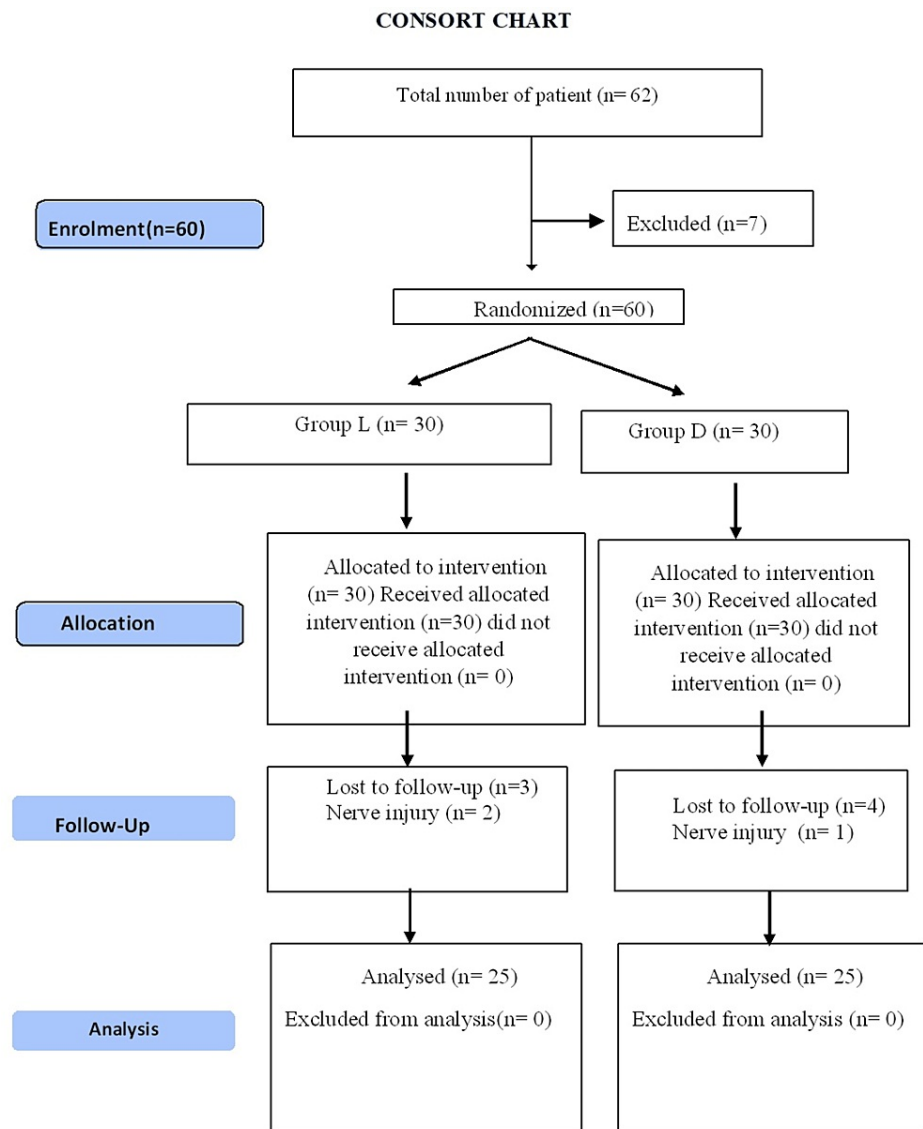 CONSORT CHART
Total number of patient (n= 62)
Enrolment(n=60)
Excluded (n=7)
Randomized (n=60)
Group L (n= 30)
Group D (n= 30)
Allocation
Allocated to intervention
(n= 30) Received allocated
intervention (n=30) did not
receive allocated
intervention (n= 0)
Allocated to intervention
(n= 30) Received allocated
intervention (n=30) did not
receive allocated
intervention (n= 0)
Follow-Up
Lost to follow-up (n=3)
Nerve injury (n= 2)
Lost to follow-up (n=4)
Nerve injury (n= 1)
Analysis
Analysed (n= 25)
Excluded from analysis(n= 0)
Analysed (n= 25)
Excluded from analysis (n= 0)